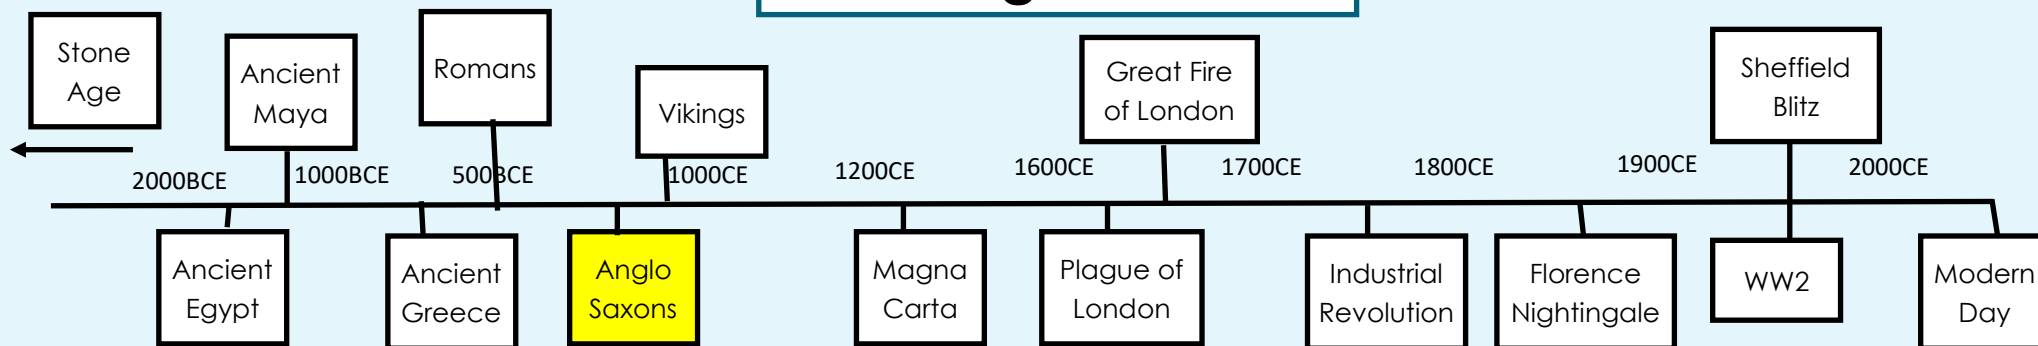 Stone
Age
Ancient
Maya
Romans
Vikings
Great Fire
of London
Sheffield
Blitz
2000BCE
1000BCE
500BCE
1000CE
1200CE
1600CE
1700CE
1800CE
1900CE
2000CE
Ancient
Egypt
Ancient
Greece
Anglo
Saxons
Magna
Carta
Plague of
London
Industrial
Revolution
Florence
Nightingale
WW2
Modern
Day